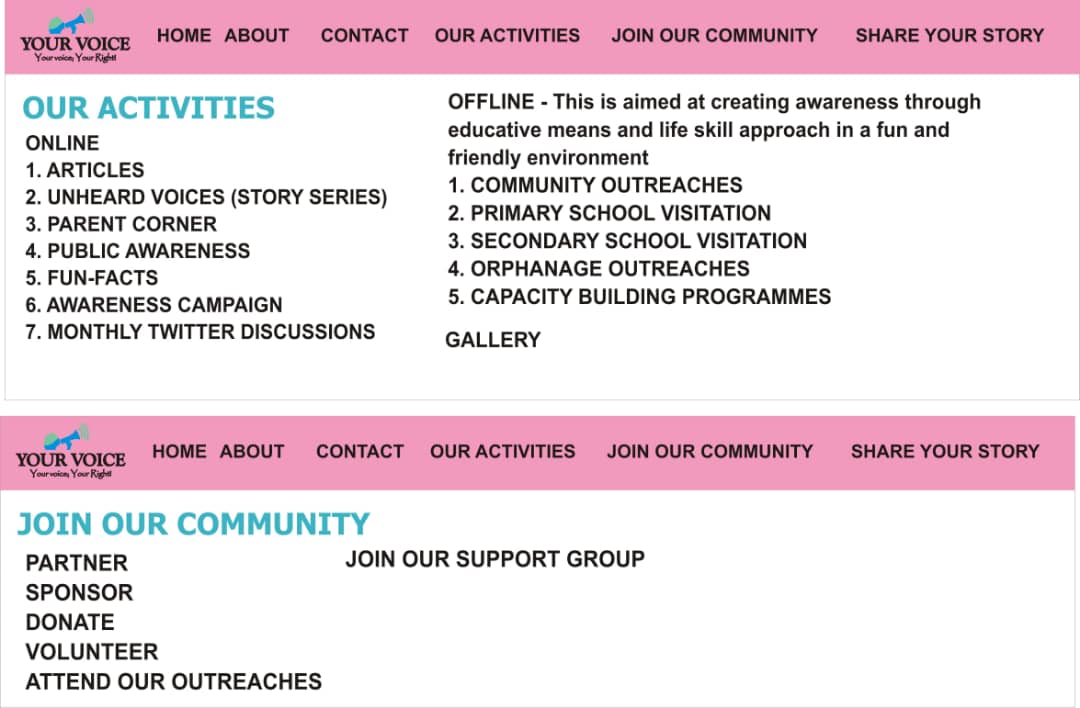 YOUR VOICE
Your voice, Your Right!
HOME ABOUT CONTACT OUR ACTIVITIES JOIN OUR COMMUNITY SHARE YOUR STORY
OUR ACTIVITIES
ONLINE
1. ARTICLES
2. UNHEARD VOICES (STORY SERIES)
3. PARENT CORNER
4. PUBLIC AWARENESS
5. FUN-FACTS
6. AWARENESS CAMPAIGN
7. MONTHLY TWITTER DISCUSSIONS
OFFLINE - This is aimed at creating awareness through
educative means and life skill approach in a fun and
friendly environment
1. COMMUNITY OUTREACHES
2. PRIMARY SCHOOL VISITATION
3. SECONDARY SCHOOL VISITATION
4. ORPHANAGE OUTREACHES
5. CAPACITY BUILDING PROGRAMMES
GALLERY
YOUR VOICE
Your voice, Your Right!
HOME ABOUT CONTACT OUR ACTIVITIES JOIN OUR COMMUNITY SHARE YOUR STORY
JOIN OUR COMMUNITY
PARTNER
SPONSOR
DONATE
VOLUNTEER
ATTEND OUR OUTREACHES
JOIN OUR SUPPORT GROUP